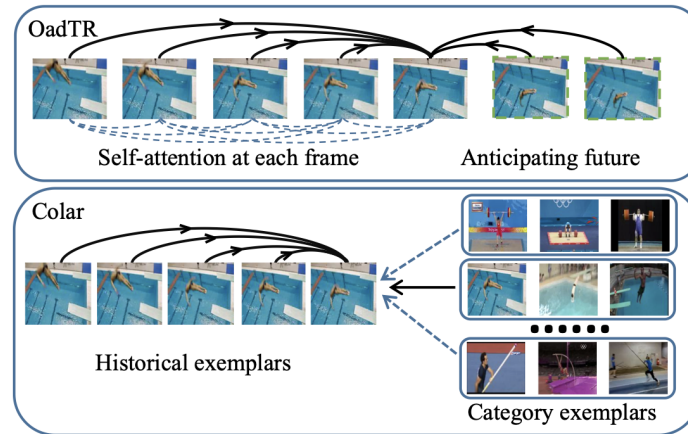 OadTR
Self-attention at each frame
Anticipating future
Colar
Historical exemplars
Category exemplars